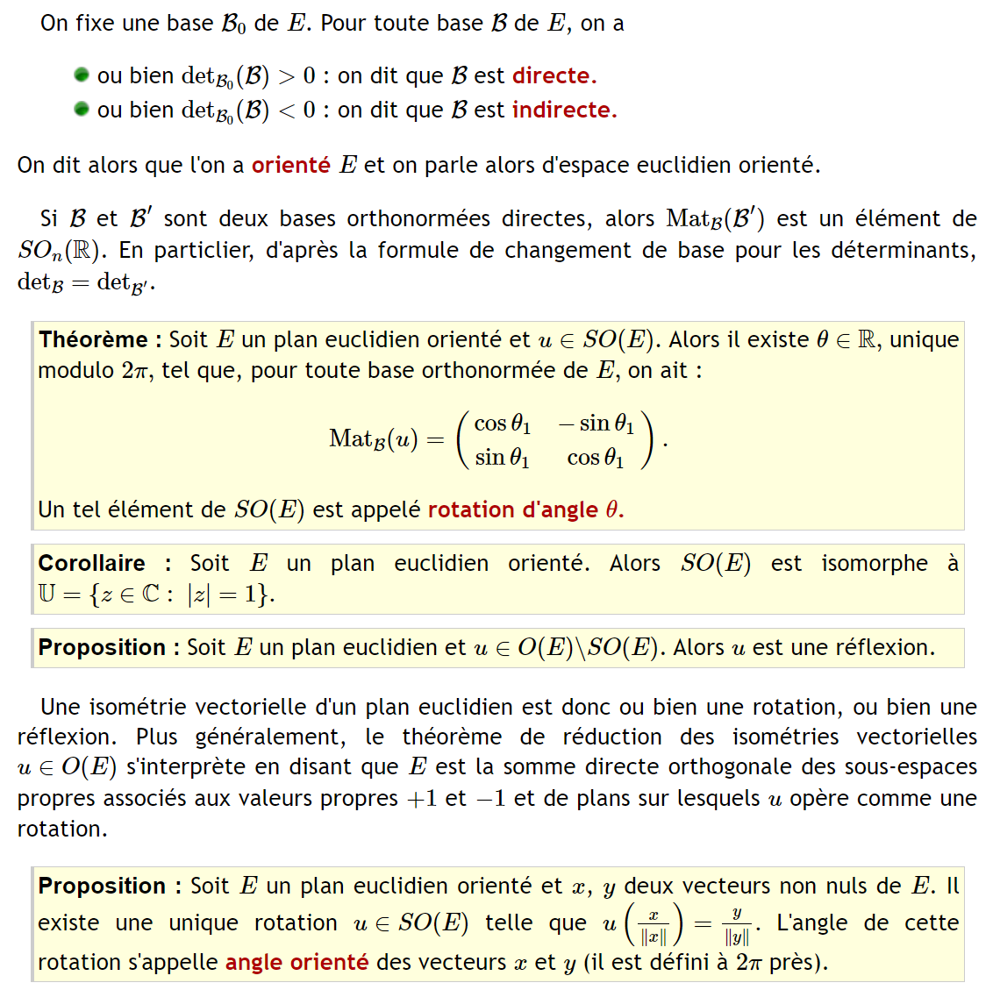 On fixe une base $\mathcal{B}_0$ de $E$. Pour toute base $\mathcal{B}$ de $E$, on a
ou bien $\det_{\mathcal{B}_0}(\mathcal{B}) > 0$ : on dit que $\mathcal{B}$ est directe.
ou bien $\det_{\mathcal{B}_0}(\mathcal{B}) < 0$ : on dit que $\mathcal{B}$ est indirecte.
On dit alors que l'on a orienté $E$ et on parle alors d'espace euclidien orienté.
Si $\mathcal{B}$ et $\mathcal{B}'$ sont deux bases orthonormées directes, alors $\mathrm{Mat}_{\mathcal{B}}(\mathcal{B}')$ est un élément de
$SO_n(\mathbb{R})$. En particlier, d'après la formule de changement de base pour les déterminants,
$\det_{\mathcal{B}} = \det_{\mathcal{B}'}$.
Théorème : Soit $E$ un plan euclidien orienté et $u \in SO(E)$. Alors il existe $\theta \in \mathbb{R}$, unique
modulo $2\pi$, tel que, pour toute base orthonormée de $E$, on ait :
$\mathrm{Mat}_{\mathcal{B}}(u) = \begin{pmatrix} \cos\theta_1 & -\sin\theta_1 \\ \sin\theta_1 & \cos\theta_1 \end{pmatrix}.$
Un tel élément de $SO(E)$ est appelé rotation d'angle $\theta$.
Corollaire : Soit $E$ un plan euclidien orienté. Alors $SO(E)$ est isomorphe à
$\mathbb{U} = \{z \in \mathbb{C} : |z| = 1\}$.
Proposition : Soit $E$ un plan euclidien et $u \in O(E)\backslash SO(E)$. Alors $u$ est une réflexion.
Une isométrie vectorielle d'un plan euclidien est donc ou bien une rotation, ou bien une
réflexion. Plus généralement, le théorème de réduction des isométries vectorielles
$u \in O(E)$ s'interprète en disant que $E$ est la somme directe orthogonale des sous-espaces
propres associés aux valeurs propres $+1$ et $-1$ et de plans sur lesquels $u$ opère comme une
rotation.
Proposition : Soit $E$ un plan euclidien orienté et $x$, $y$ deux vecteurs non nuls de $E$. Il
existe une unique rotation $u \in SO(E)$ telle que $u\left(\frac{x}{\|x\|}\right) = \frac{y}{\|y\|}$. L'angle de cette
rotation s'appelle angle orienté des vecteurs $x$ et $y$ (il est défini à $2\pi$ près).